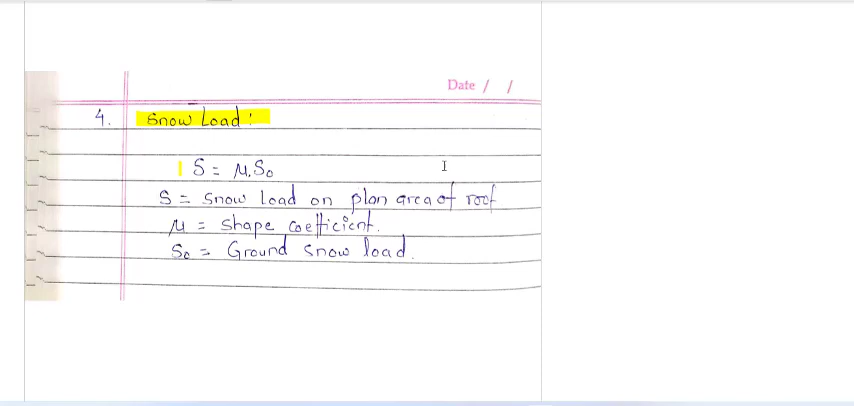 Date / /
4. Snow Load :
S = μ.S₀
S = Snow load on plan area of roof
μ = Shape coefficient.
S₀ = Ground snow load.